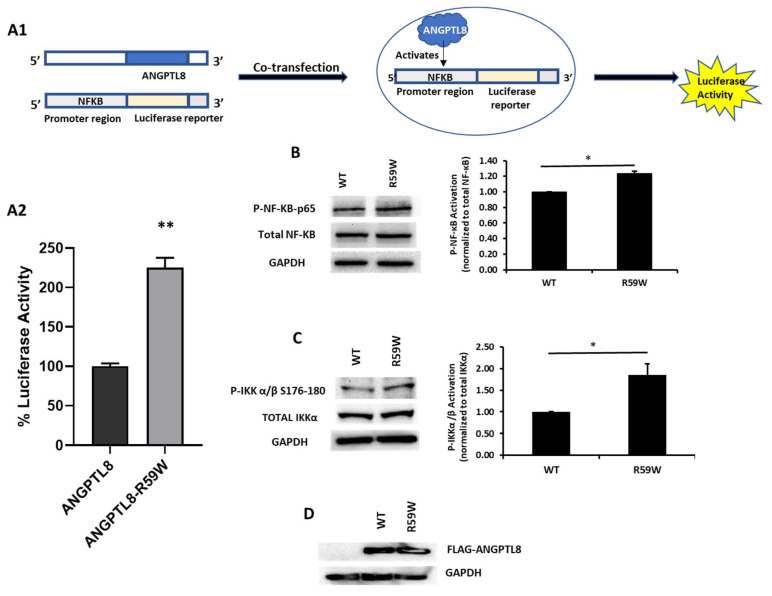 A1
5’
3’
ANGPTL8
5’
NFKB
3’
Promoter region
Luciferase reporter
Co-transfection
ANGPTL8
Activates
5’
NFKB
3’
Promoter region
Luciferase
reporter
Luciferase
Activity
A2
% Luciferase Activity
250
200
150
100
50
0
**
ANGPTL8
ANGPTL8-R59W
B
WT
R59W
P-NF-KB-p65
Total NF-KB
GAPDH
P-NF-κB Activation
(normalized to total NF-κB)
1.40
1.20
1.00
0.80
0.60
0.40
0.20
0.00
*
WT
R59W
C
WT
R59W
P-IKK α/β S176-180
TOTAL IKKα
GAPDH
P-IKKα/β Activation
(normalized to total IKKα)
2.50
2.00
1.50
1.00
0.50
0.00
*
WT
R59W
D
WT
R59W
FLAG-ANGPTL8
GAPDH